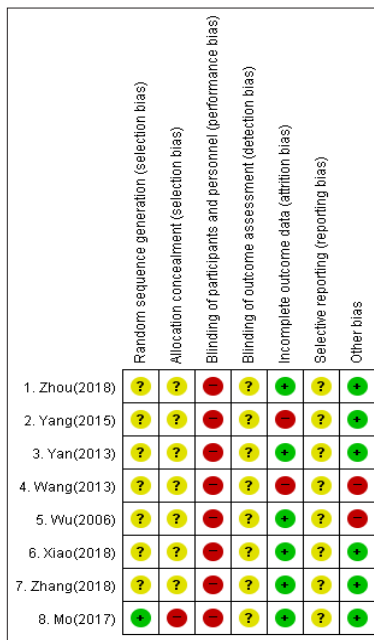 Random sequence generation (selection bias)
Allocation concealment (selection bias)
Blinding of participants and personnel (performance bias)
Blinding of outcome assessment (detection bias)
Incomplete outcome data (attrition bias)
Selective reporting (reporting bias)
Other bias
1. Zhou(2018) ? ? − ? + ? +
2. Yang(2015) ? ? − ? − ? +
3. Yan(2013) ? ? − ? + ? +
4. Wang(2013) ? ? − ? − ? −
5. Wu(2006) ? ? − ? + ? −
6. Xiao(2018) ? ? − ? + ? +
7. Zhang(2018) ? ? − ? + ? +
8. Mo(2017) + − − ? + ? +